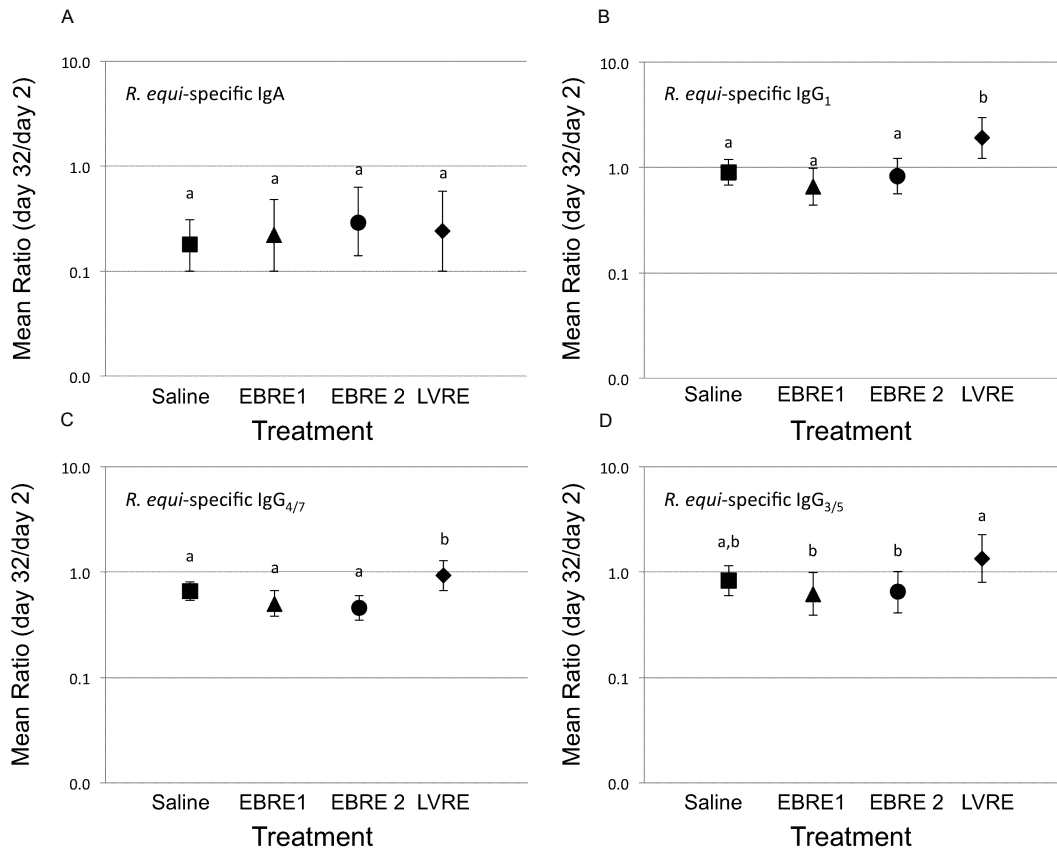 A
Mean Ratio (day 32/day 2)
10.0
1.0
0.1
0.0
R. equi-specific IgA
a
a
a
a
Saline EBRE1 EBRE 2 LVRE
Treatment
B
Mean Ratio (day 32/day 2)
10.0
1.0
0.1
0.0
R. equi-specific IgG1
a
a
a
b
Saline EBRE1 EBRE 2 LVRE
Treatment
C
Mean Ratio (day 32/day 2)
10.0
1.0
0.1
0.0
R. equi-specific IgG4/7
a
a
a
b
Saline EBRE1 EBRE 2 LVRE
Treatment
D
Mean Ratio (day 32/day 2)
10.0
1.0
0.1
0.0
R. equi-specific IgG3/5
a,b
b
b
a
Saline EBRE1 EBRE 2 LVRE
Treatment